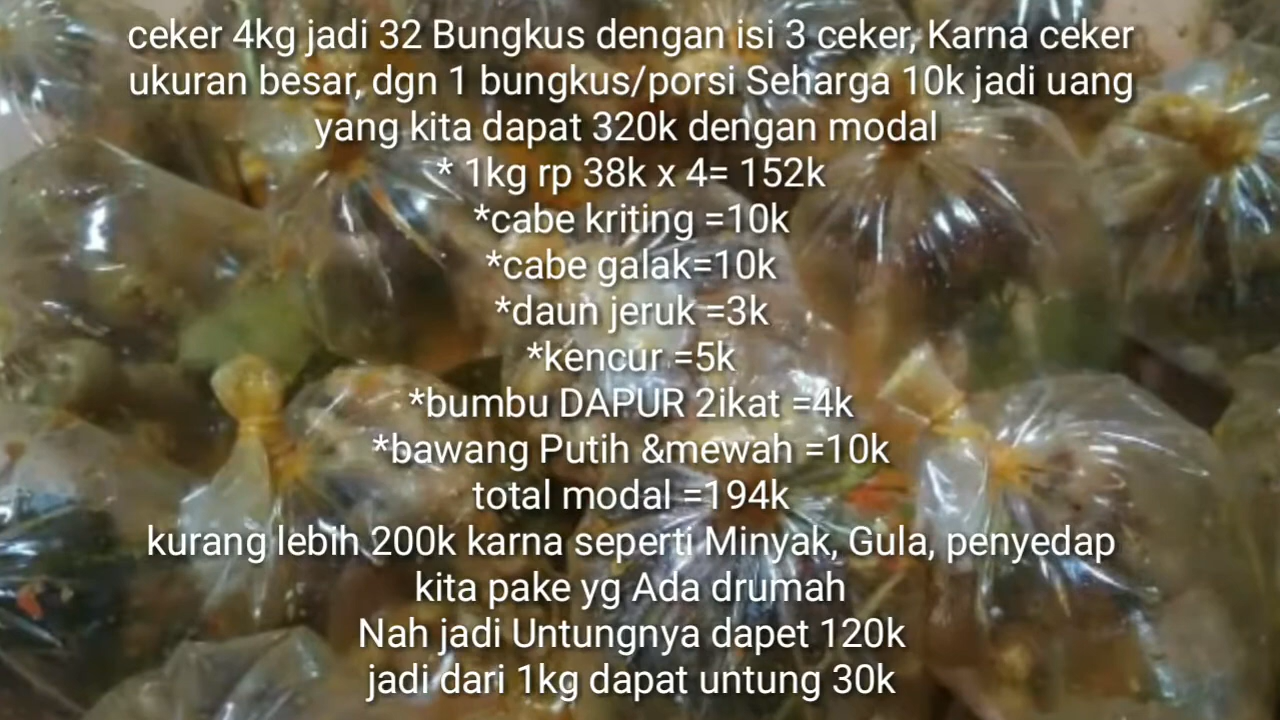 ceker 4kg jadi 32 Bungkus dengan isi 3 ceker, Karna ceker
ukuran besar, dgn 1 bungkus/porsi Seharga 10k jadi uang
yang kita dapat 320k dengan modal
* 1kg rp 38k x 4= 152k
*cabe kriting =10k
*cabe galak=10k
*daun jeruk =3k
*kencur =5k
*bumbu DAPUR 2ikat =4k
*bawang Putih &mewah =10k
total modal =194k
kurang lebih 200k karna seperti Minyak, Gula, penyedap
kita pake yg Ada drumah
Nah jadi Untungnya dapet 120k
jadi dari 1kg dapat untung 30k